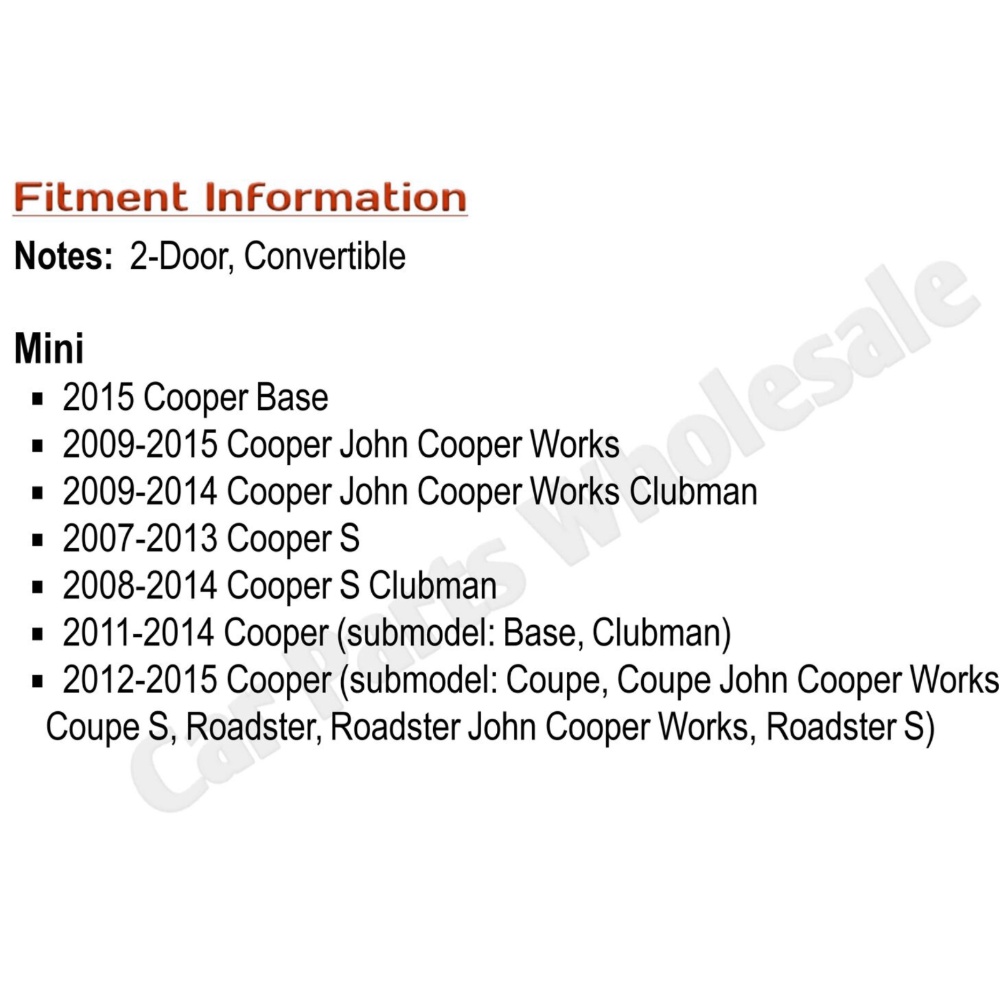 Fitment Information
Notes: 2-Door, Convertible
Mini
▪ 2015 Cooper Base
▪ 2009-2015 Cooper John Cooper Works
▪ 2009-2014 Cooper John Cooper Works Clubman
▪ 2007-2013 Cooper S
▪ 2008-2014 Cooper S Clubman
▪ 2011-2014 Cooper (submodel: Base, Clubman)
▪ 2012-2015 Cooper (submodel: Coupe, Coupe John Cooper Works
Coupe S, Roadster, Roadster John Cooper Works, Roadster S)
Car Parts Wholesale